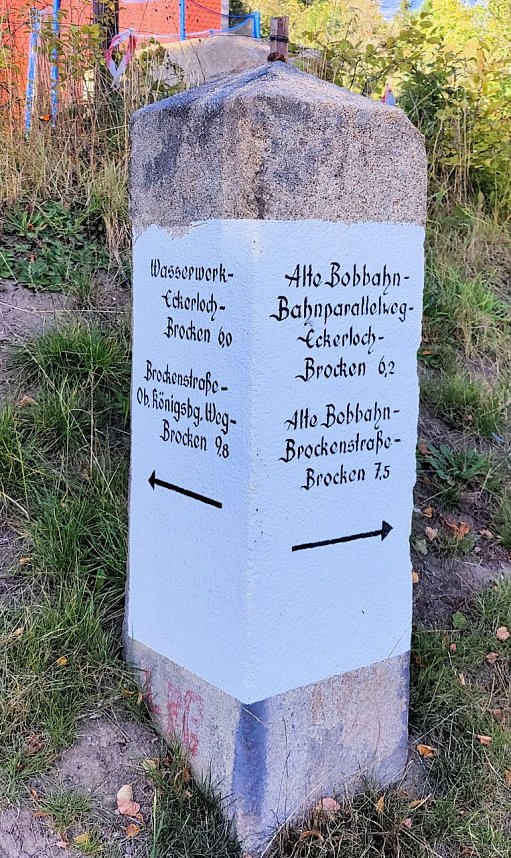 Wasserwerk-
Eckerloch-
Brocken 6,0
Brockenstraße-
Ob. Königsbg. Weg-
Brocken 9,8
Alte Bobbahn-
Bahnparallelweg-
Eckerloch-
Brocken 6,2
Alte Bobbahn-
Brockenstraße-
Brocken 7,5